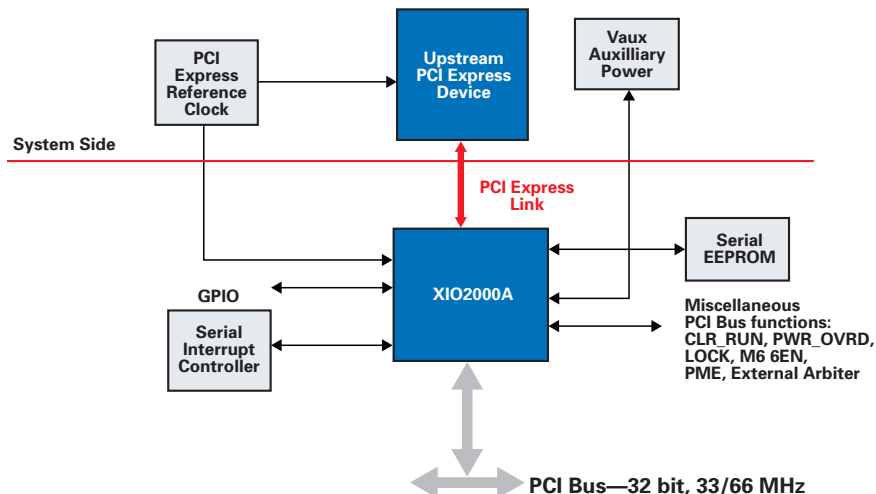 PCI
Express
Reference
Clock
Upstream
PCI Express
Device
Vaux
Auxilliary
Power
System Side
PCI Express
Link
XIO2000A
Serial
EEPROM
GPIO
Serial
Interrupt
Controller
Miscellaneous
PCI Bus functions:
CLR_RUN, PWR_OVRD,
LOCK, M6 6EN,
PME, External Arbiter
PCI Bus—32 bit, 33/66 MHz